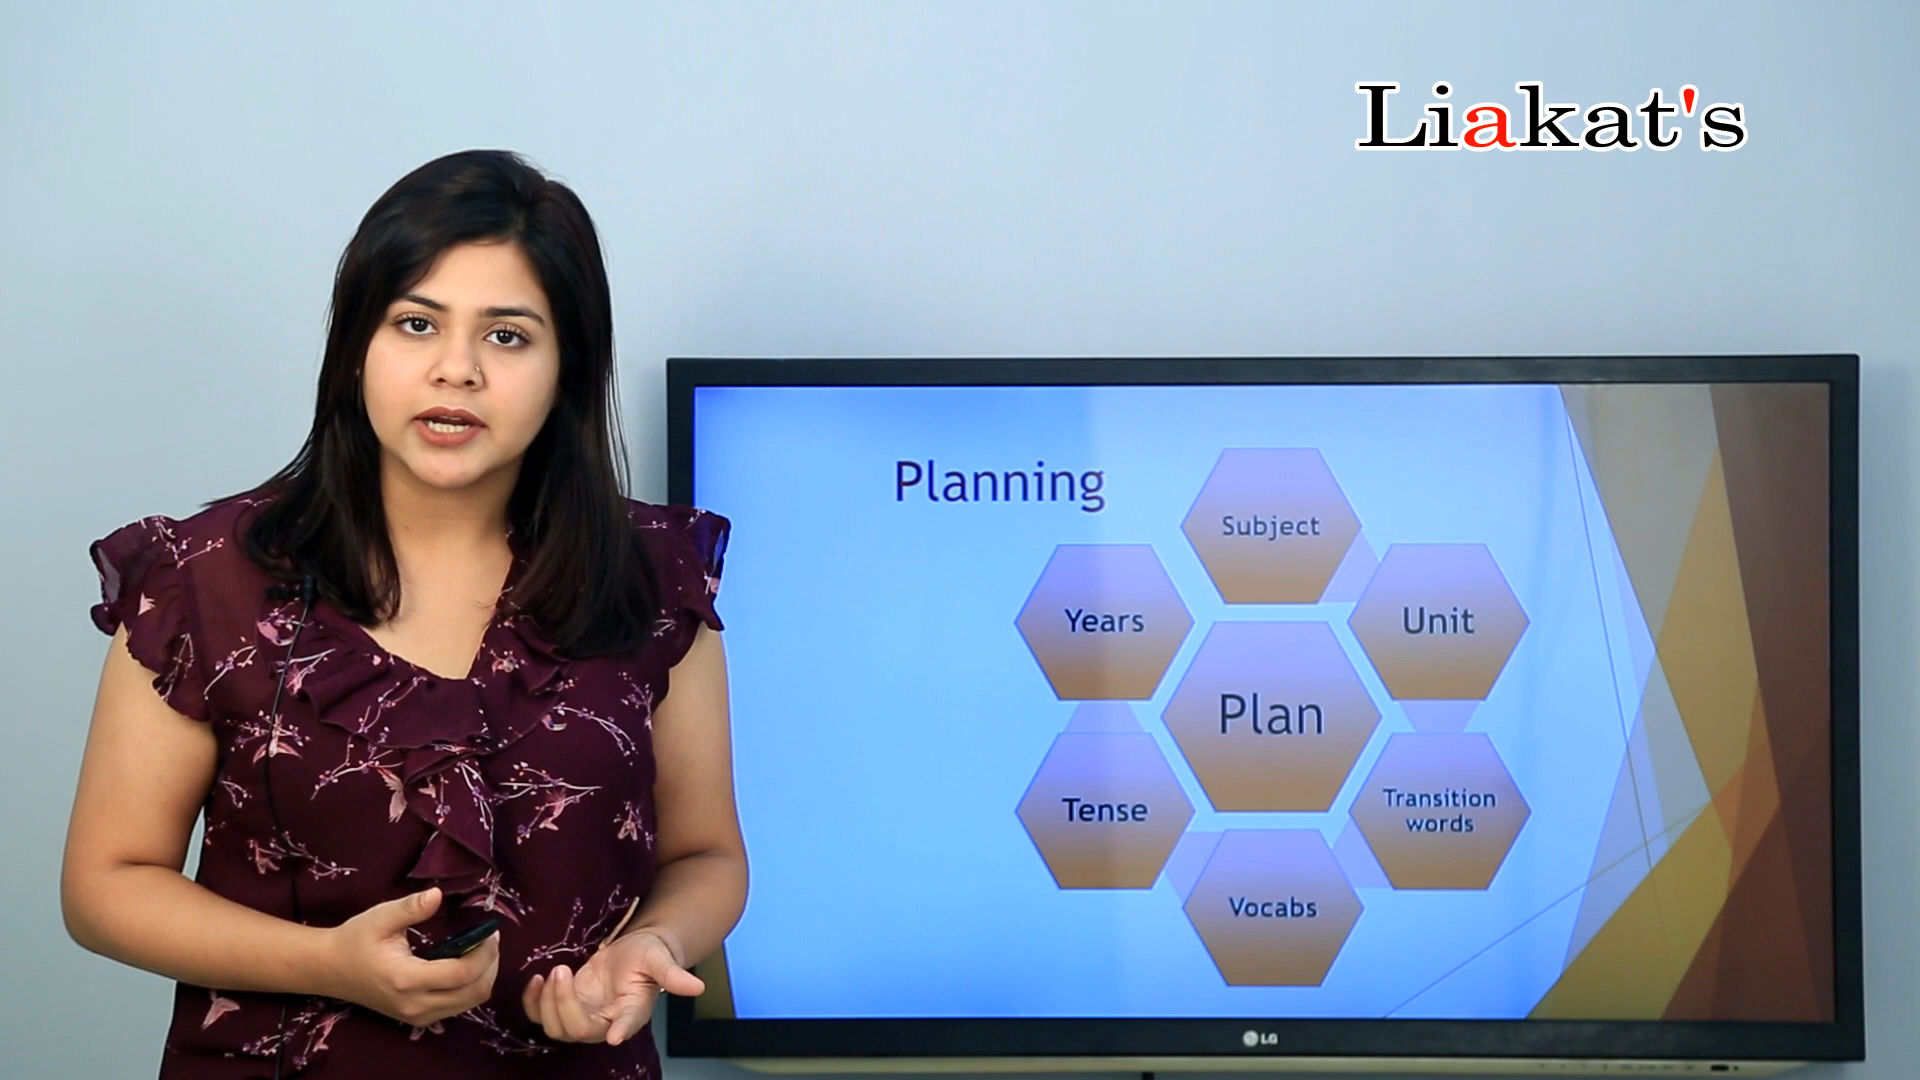 Liakat's
Planning
Subject
Years
Unit
Plan
Tense
Transition
words
Vocabs
LG